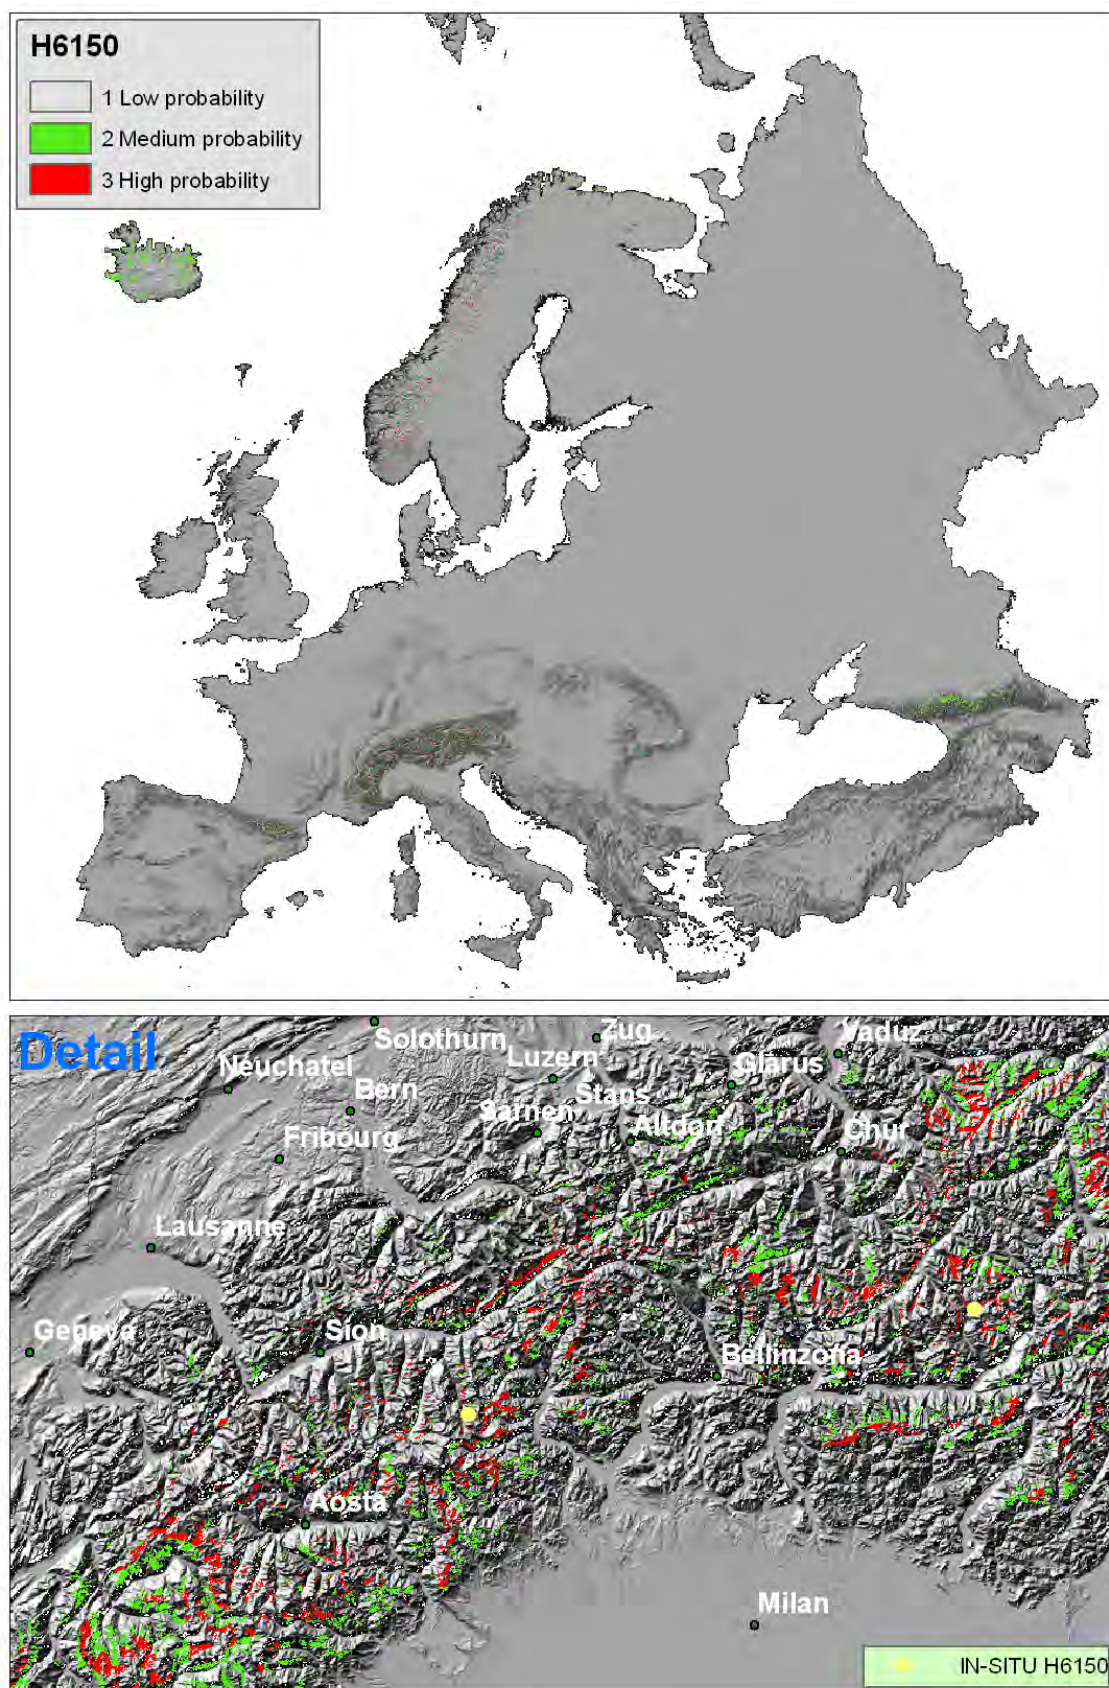 H6150
1 Low probability
2 Medium probability
3 High probability
Detail
Solothurn
Zug
Vaduz
Neuchatel
Luzern
Glarus
Bern
Stans
Sarnen
Fribourg
Altdorf
Chur
Lausanne
Geneva
Sion
Bellinzona
Aosta
Milan
IN-SITU H6150